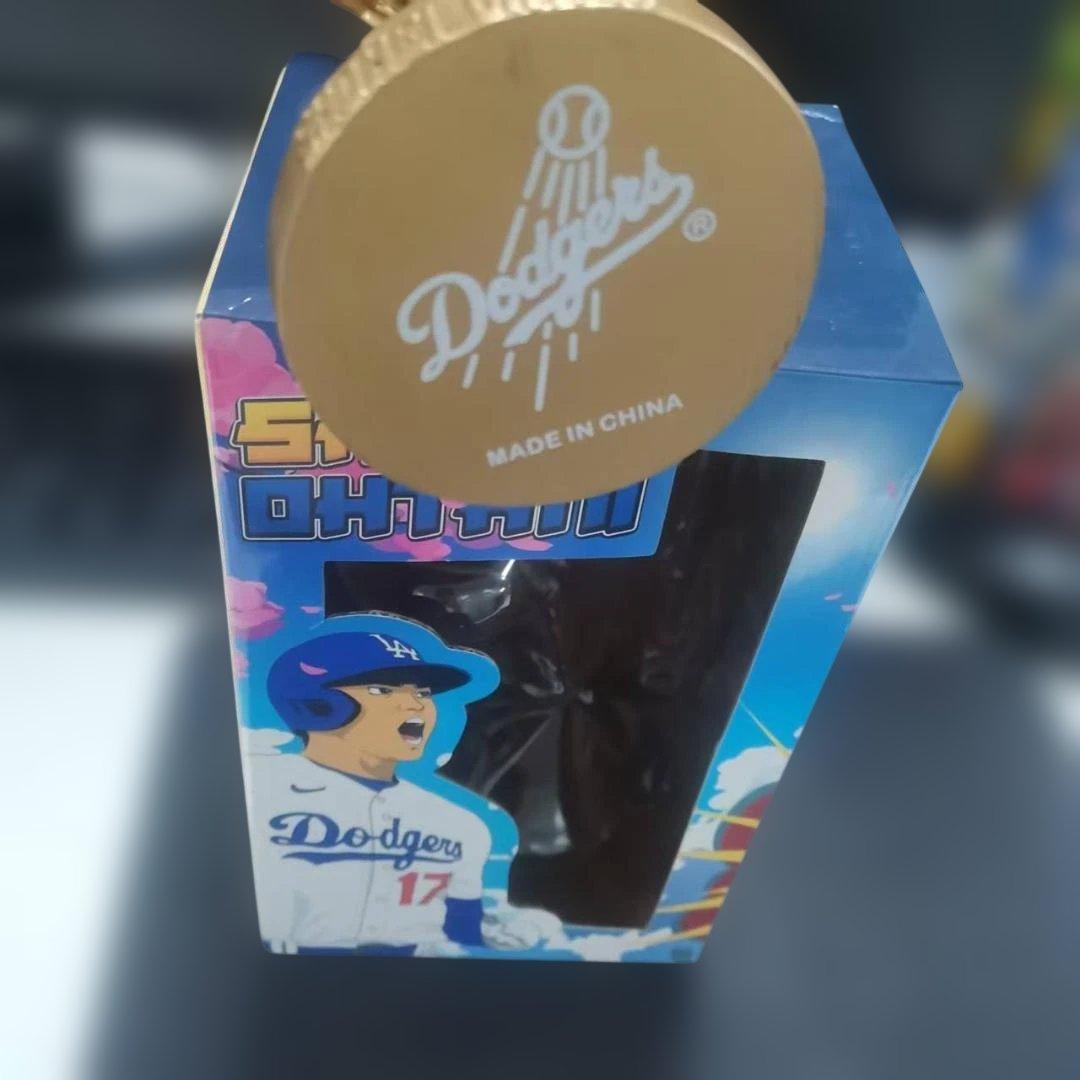 Dodgers
®
MADE IN CHINA
OHTANI
LA
Dodgers
17